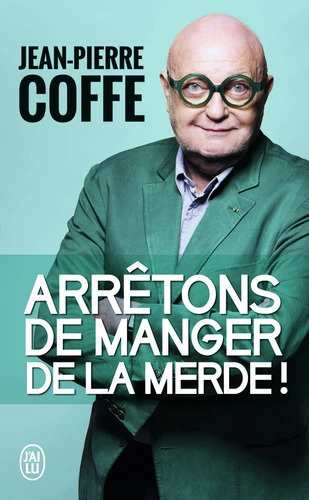 JEAN-PIERRE
COFFE
ARRÊTONS
DE MANGER
DE LA MERDE !
J'AI
LU